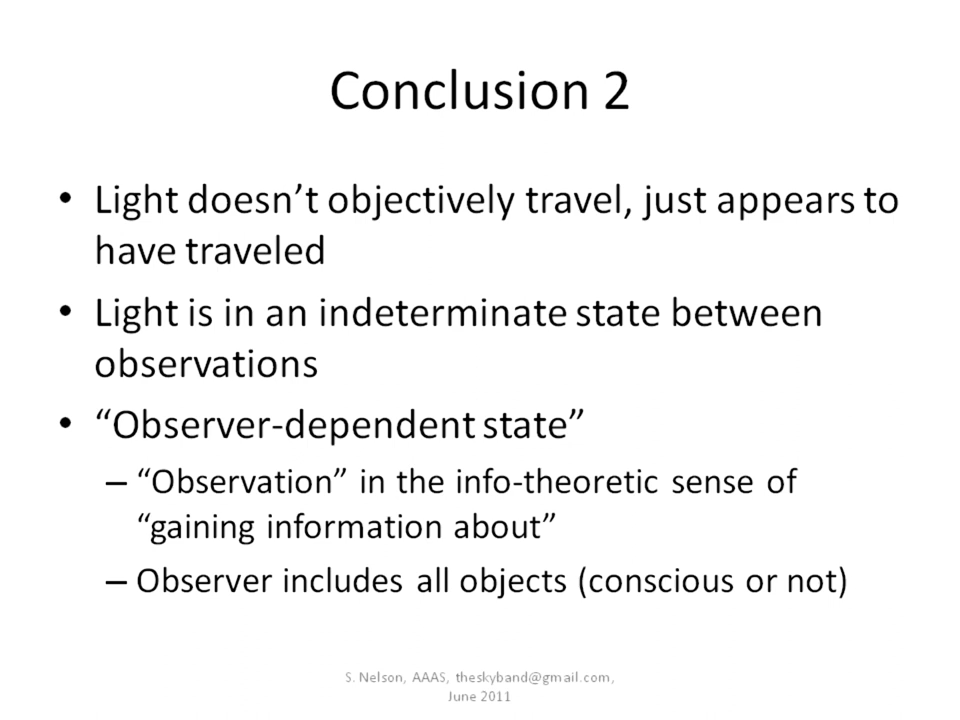 Conclusion 2
• Light doesn’t objectively travel, just appears to
have traveled
• Light is in an indeterminate state between
observations
• “Observer-dependent state”
– “Observation” in the info-theoretic sense of
“gaining information about”
– Observer includes all objects (conscious or not)
S. Nelson, AAAS, theskyband@gmail.com,
June 2011